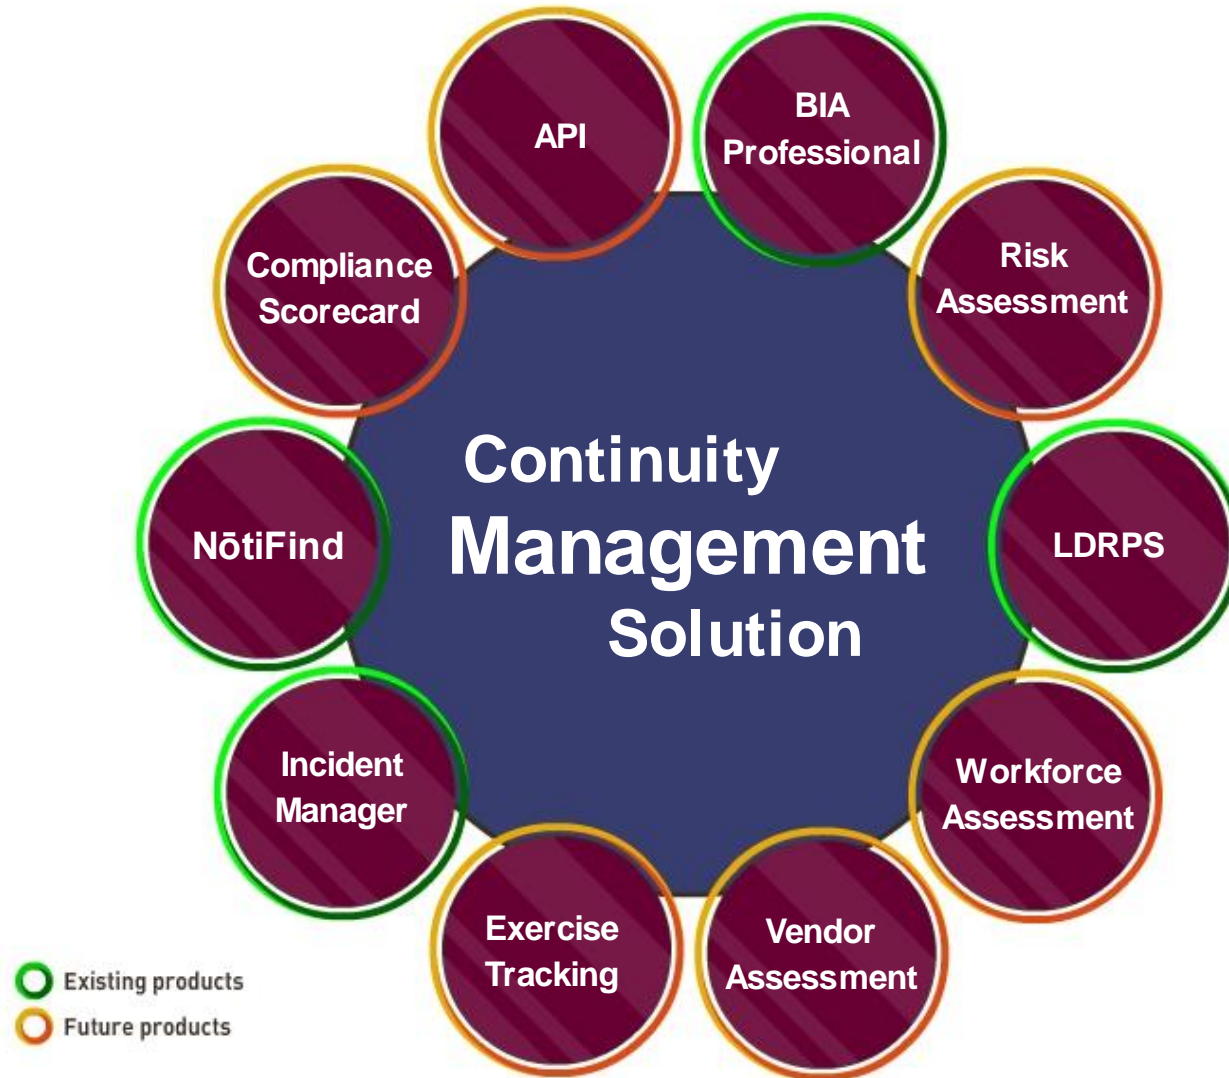 API
BIA
Professional
Risk
Assessment
Compliance
Scorecard
Continuity
Management
Solution
NōtiFind
LDRPS
Incident
Manager
Workforce
Assessment
Exercise
Tracking
Vendor
Assessment
Existing products
Future products